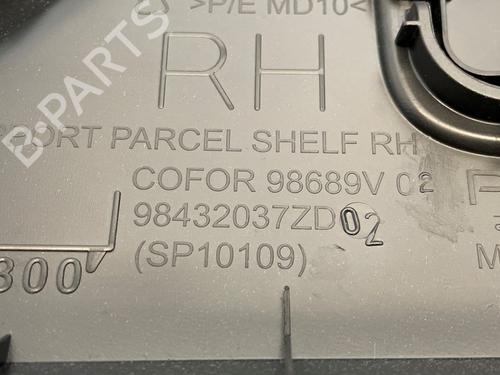 >P/E MD10<
RH
PORT PARCEL SHELF RH
COFOR 98689V 02
98432037ZD02
(SP10109)
300
B-PARTS